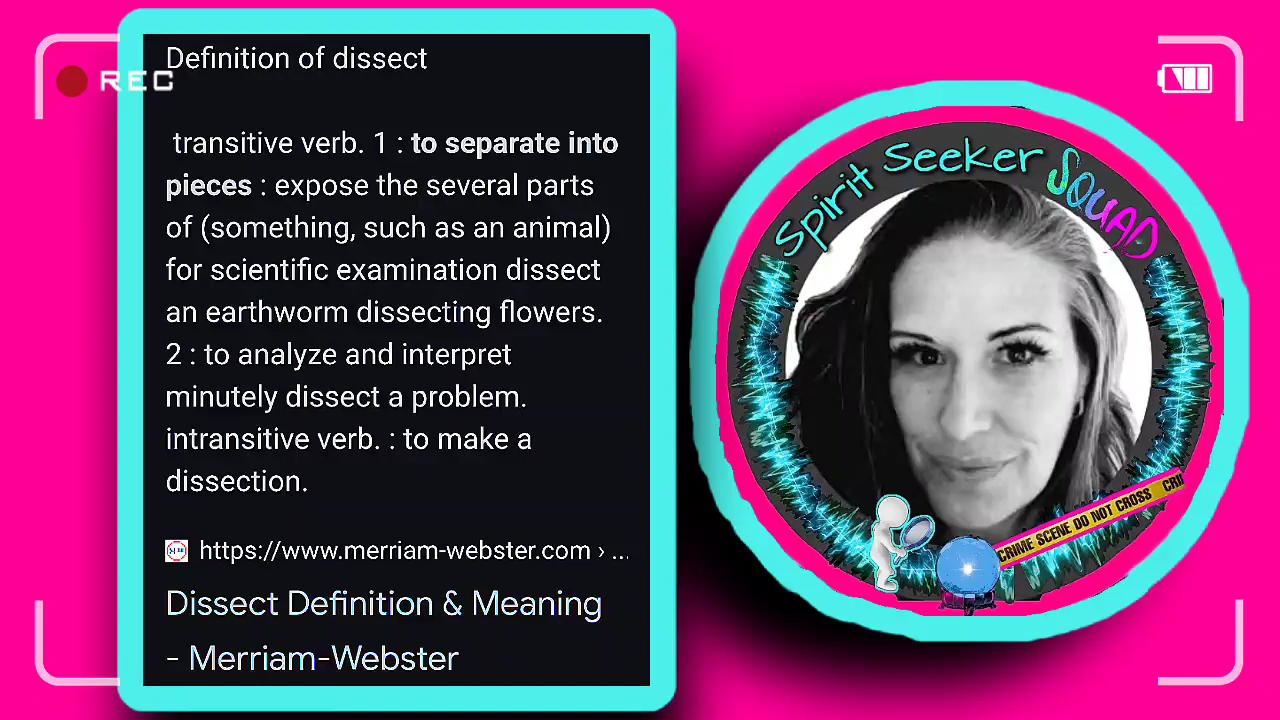 Definition of dissect
REC
transitive verb. 1 : to separate into
pieces : expose the several parts
of (something, such as an animal)
for scientific examination dissect
an earthworm dissecting flowers.
2 : to analyze and interpret
minutely dissect a problem.
intransitive verb. : to make a
dissection.
https://www.merriam-webster.com › ...
Dissect Definition & Meaning
- Merriam-Webster
Spirit Seeker SQUAD
CRIME SCENE DO NOT CROSS CRI